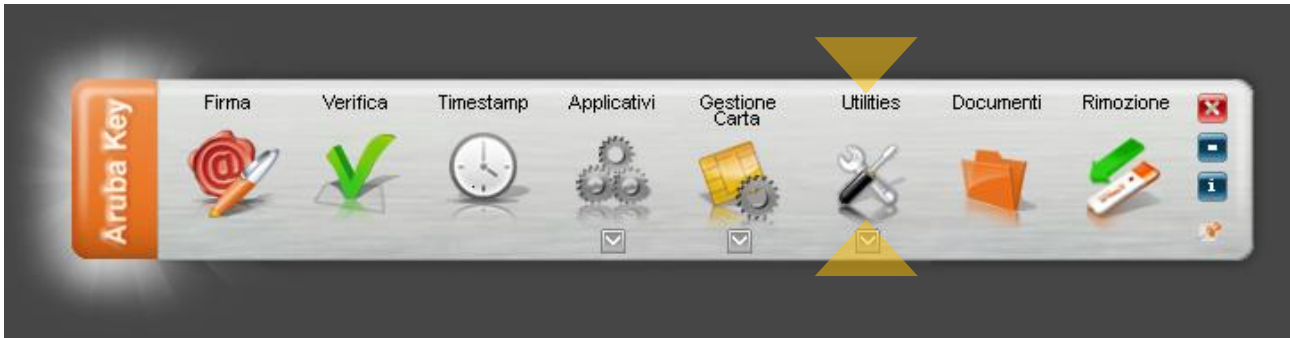 Aruba Key
Firma
Verifica
Timestamp
Applicativi
Gestione
Carta
Utilities
Documenti
Rimozione